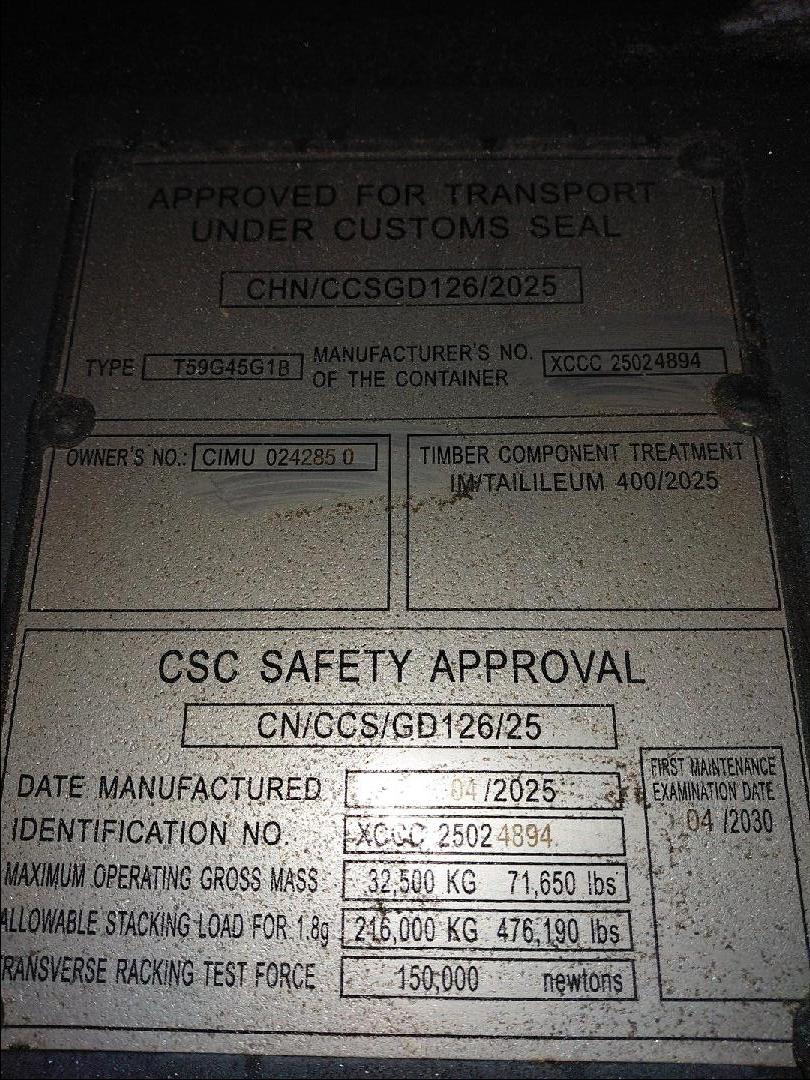 APPROVED FOR TRANSPORT
UNDER CUSTOMS SEAL
CHN/CCSGD126/2025
TYPE T59G45G1B MANUFACTURER'S NO. OF THE CONTAINER XCCC 25024894
OWNER'S NO.: CIMU 024285 0
TIMBER COMPONENT TREATMENT
IM/TAILILEUM 400/2025
CSC SAFETY APPROVAL
CN/CCS/GD126/25
DATE MANUFACTURED 04/2025
IDENTIFICATION NO. XCCC 25024894
MAXIMUM OPERATING GROSS MASS 32,500 KG 71,650 lbs
ALLOWABLE STACKING LOAD FOR 1.8g 216,000 KG 476,190 lbs
RANSVERSE RACKING TEST FORCE 150,000 newtons
FIRST MAINTENANCE
EXAMINATION DATE
04 /2030